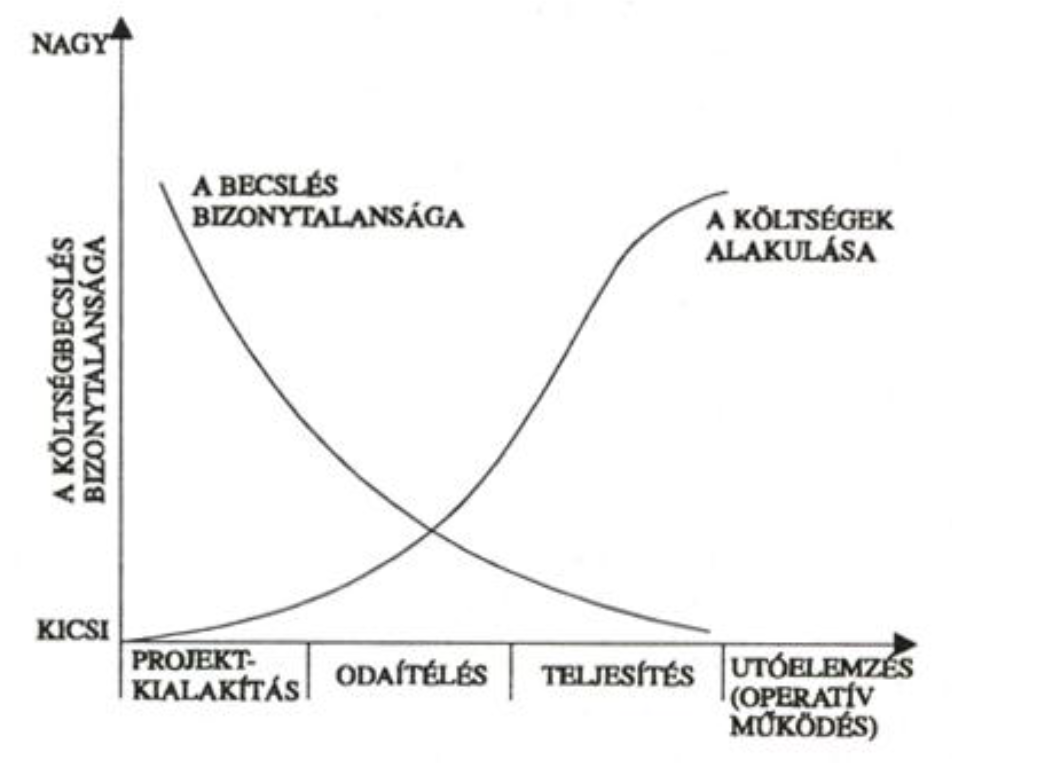 NAGY
A BECSLÉS
BIZONYTALANSÁGA
A KÖLTSÉGEK
ALAKULÁSA
A KÖLTSÉGBECSLÉS
BIZONYTALANSÁGA
KICSI
PROJEKT-
KIALAKÍTÁS
ODAÍTÉLÉS
TELJESÍTÉS
UTÓELEMZÉS
(OPERATÍV
MŰKÖDÉS)